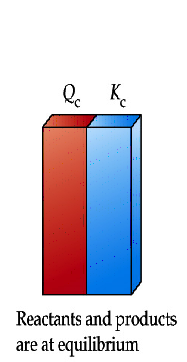 Qc Kc
Reactants and products
are at equilibrium